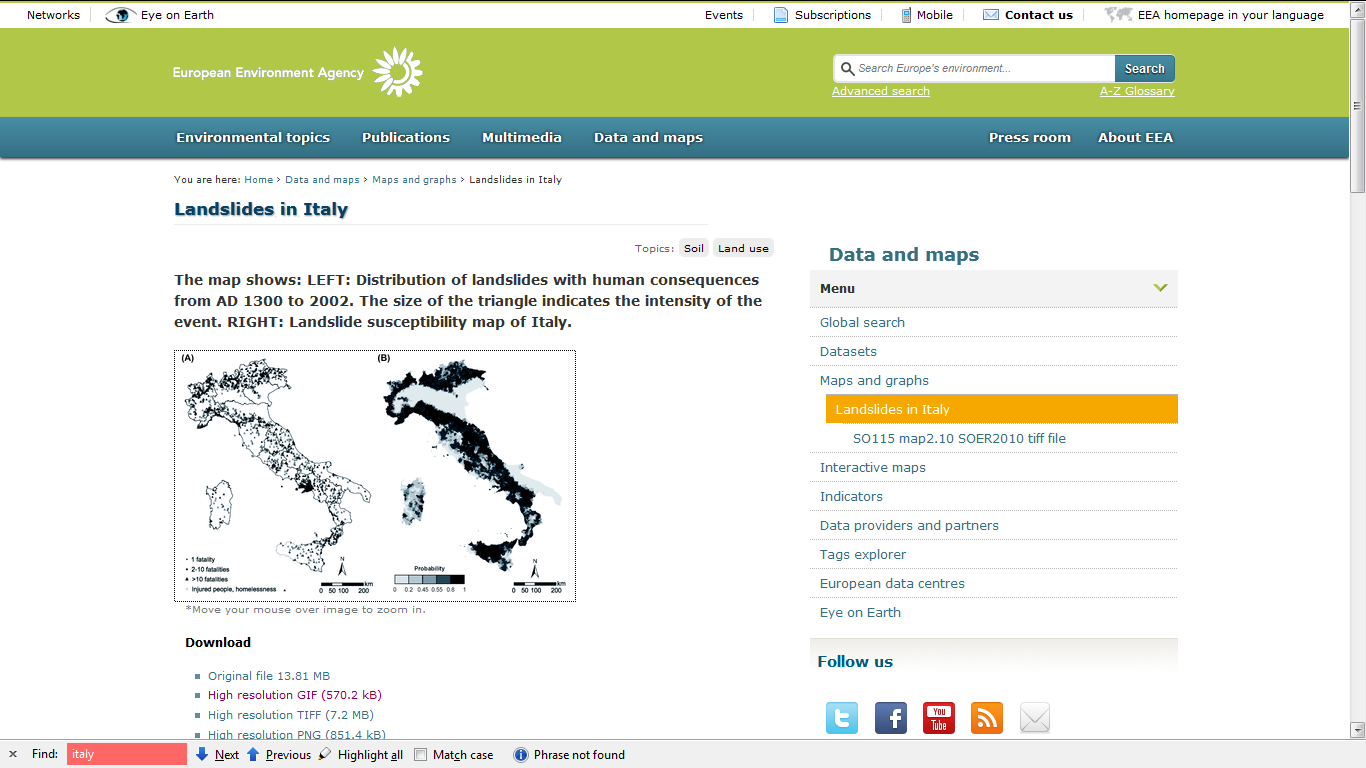 Networks
Eye on Earth
Events
Subscriptions
Mobile
Contact us
EEA homepage in your language
European Environment Agency
Search Europe's environment...
Search
Advanced search
A-Z Glossary
Environmental topics
Publications
Multimedia
Data and maps
Press room
About EEA
You are here: Home › Data and maps › Maps and graphs › Landslides in Italy
Landslides in Italy
Topics: Soil Land use
The map shows: LEFT: Distribution of landslides with human consequences
from AD 1300 to 2002. The size of the triangle indicates the intensity of the
event. RIGHT: Landslide susceptibility map of Italy.
(A)
(B)
1 fatality
2-10 fatalities
>10 fatalities
Injured people, homelessness
N
km
0 50 100 200
Probability
0 0.2 0.45 0.55 0.8 1
N
km
0 50 100 200
*Move your mouse over image to zoom in.
Download
Original file 13.81 MB
High resolution GIF (570.2 kB)
High resolution TIFF (7.2 MB)
High resolution PNG (851.4 kB)
Data and maps
Menu
Global search
Datasets
Maps and graphs
Landslides in Italy
SO115 map2.10 SOER2010 tiff file
Interactive maps
Indicators
Data providers and partners
Tags explorer
European data centres
Eye on Earth
Follow us
You
Tube
× Find: italy Next Previous Highlight all Match case Phrase not found